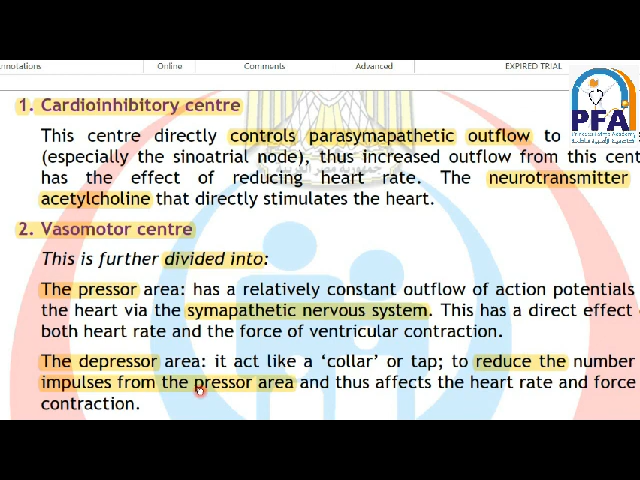 nnotations Online Comments Advanced EXPIRED TRIAL
PFA
1. Cardioinhibitory centre
This centre directly controls parasymapathetic outflow to
(especially the sinoatrial node), thus increased outflow from this cent
has the effect of reducing heart rate. The neurotransmitter
acetylcholine that directly stimulates the heart.
2. Vasomotor centre
This is further divided into:
The pressor area: has a relatively constant outflow of action potentials
the heart via the symapathetic nervous system. This has a direct effect
both heart rate and the force of ventricular contraction.
The depressor area: it act like a ‘collar’ or tap; to reduce the number
impulses from the pressor area and thus affects the heart rate and force
contraction.